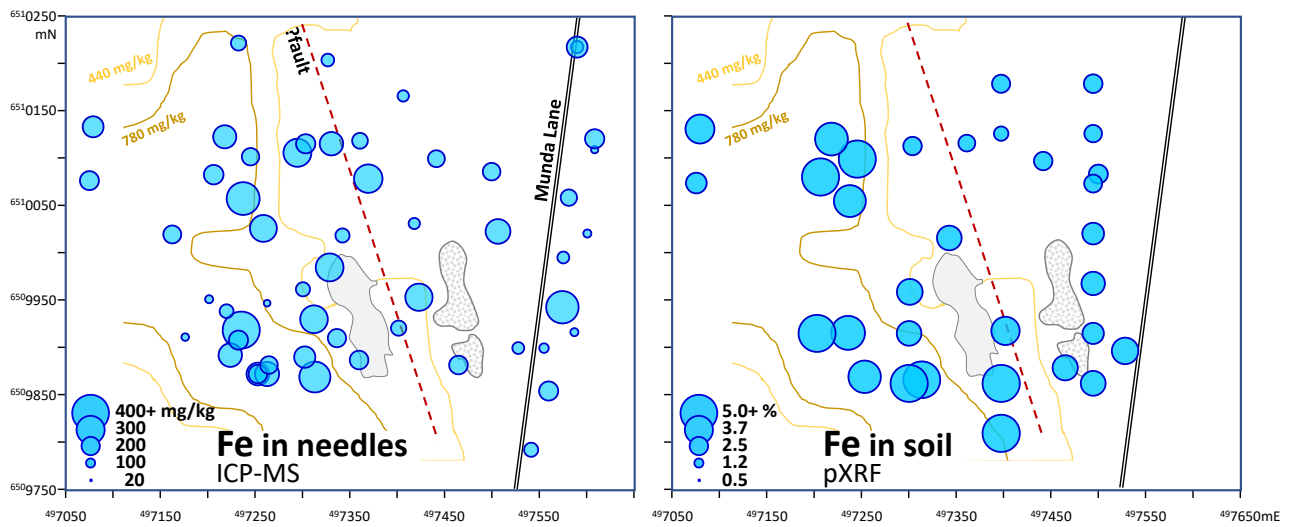 6510250
mN
6510150
6510050
6509950
6509850
6509750
440 mg/kg
780 mg/kg
?fault
Munda Lane
400+ mg/kg
300
200
100
20
Fe in needles
ICP-MS
497050
497150
497250
497350
497450
497550
440 mg/kg
780 mg/kg
5.0+ %
3.7
2.5
1.2
0.5
Fe in soil
pXRF
497050
497150
497250
497350
497450
497550
497650mE